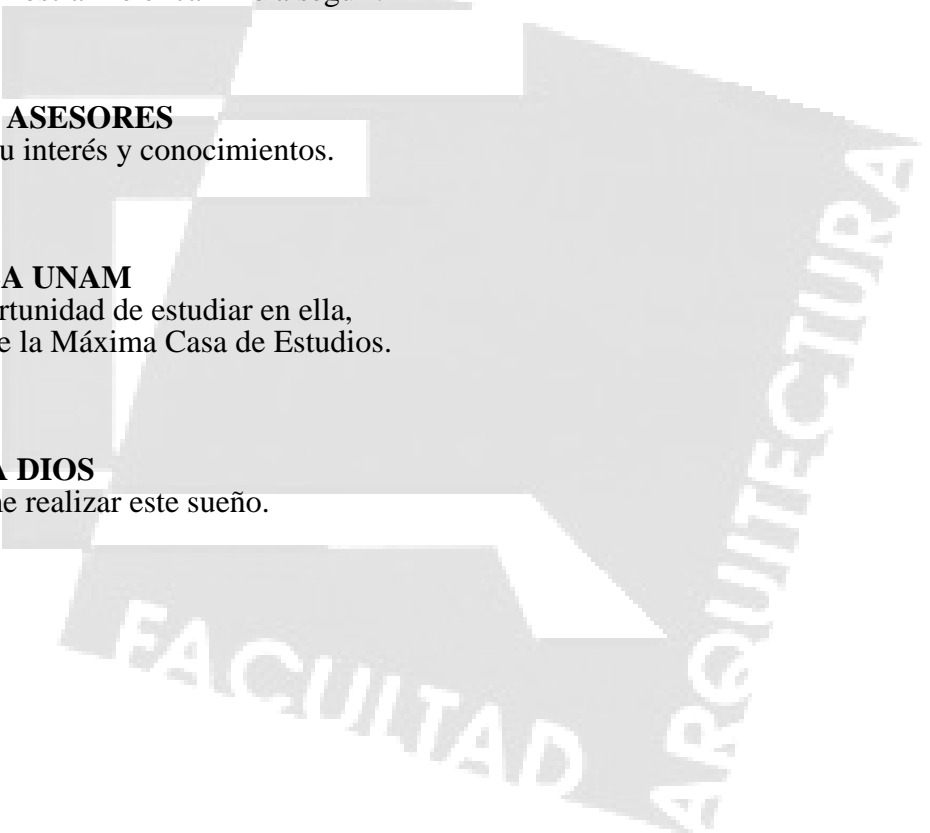 ASESORES
u interés y conocimientos.
A UNAM
rtunidad de estudiar en ella,
e la Máxima Casa de Estudios.
A DIOS
e realizar este sueño.
FACULTAD
ARQUITECTURA